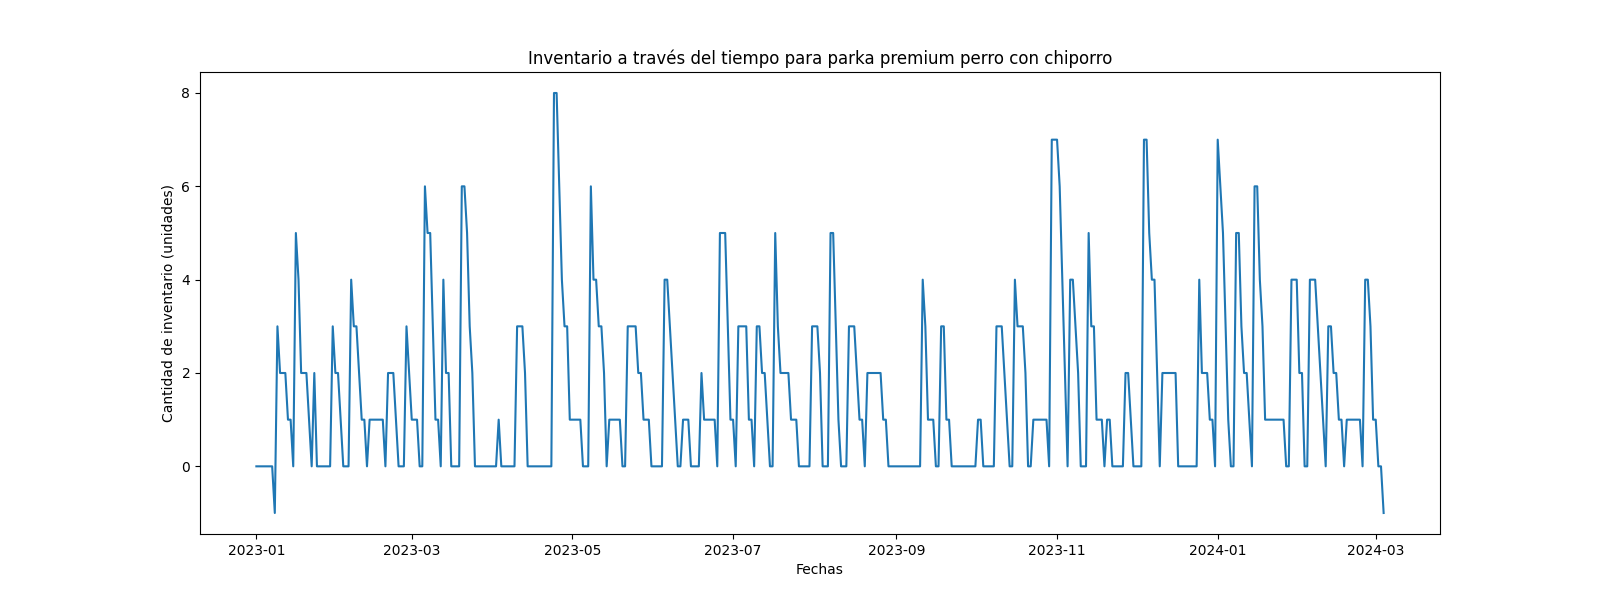 Inventario a través del tiempo para parka premium perro con chiporro
Cantidad de inventario (unidades)
8
6
4
2
0
2023-01 2023-03 2023-05 2023-07 2023-09 2023-11 2024-01 2024-03
Fechas